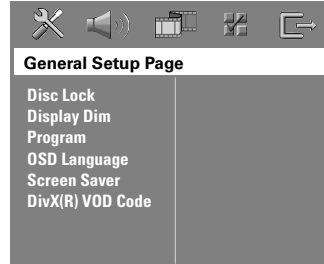 General Setup Page
Disc Lock
Display Dim
Program
OSD Language
Screen Saver
DivX(R) VOD Code